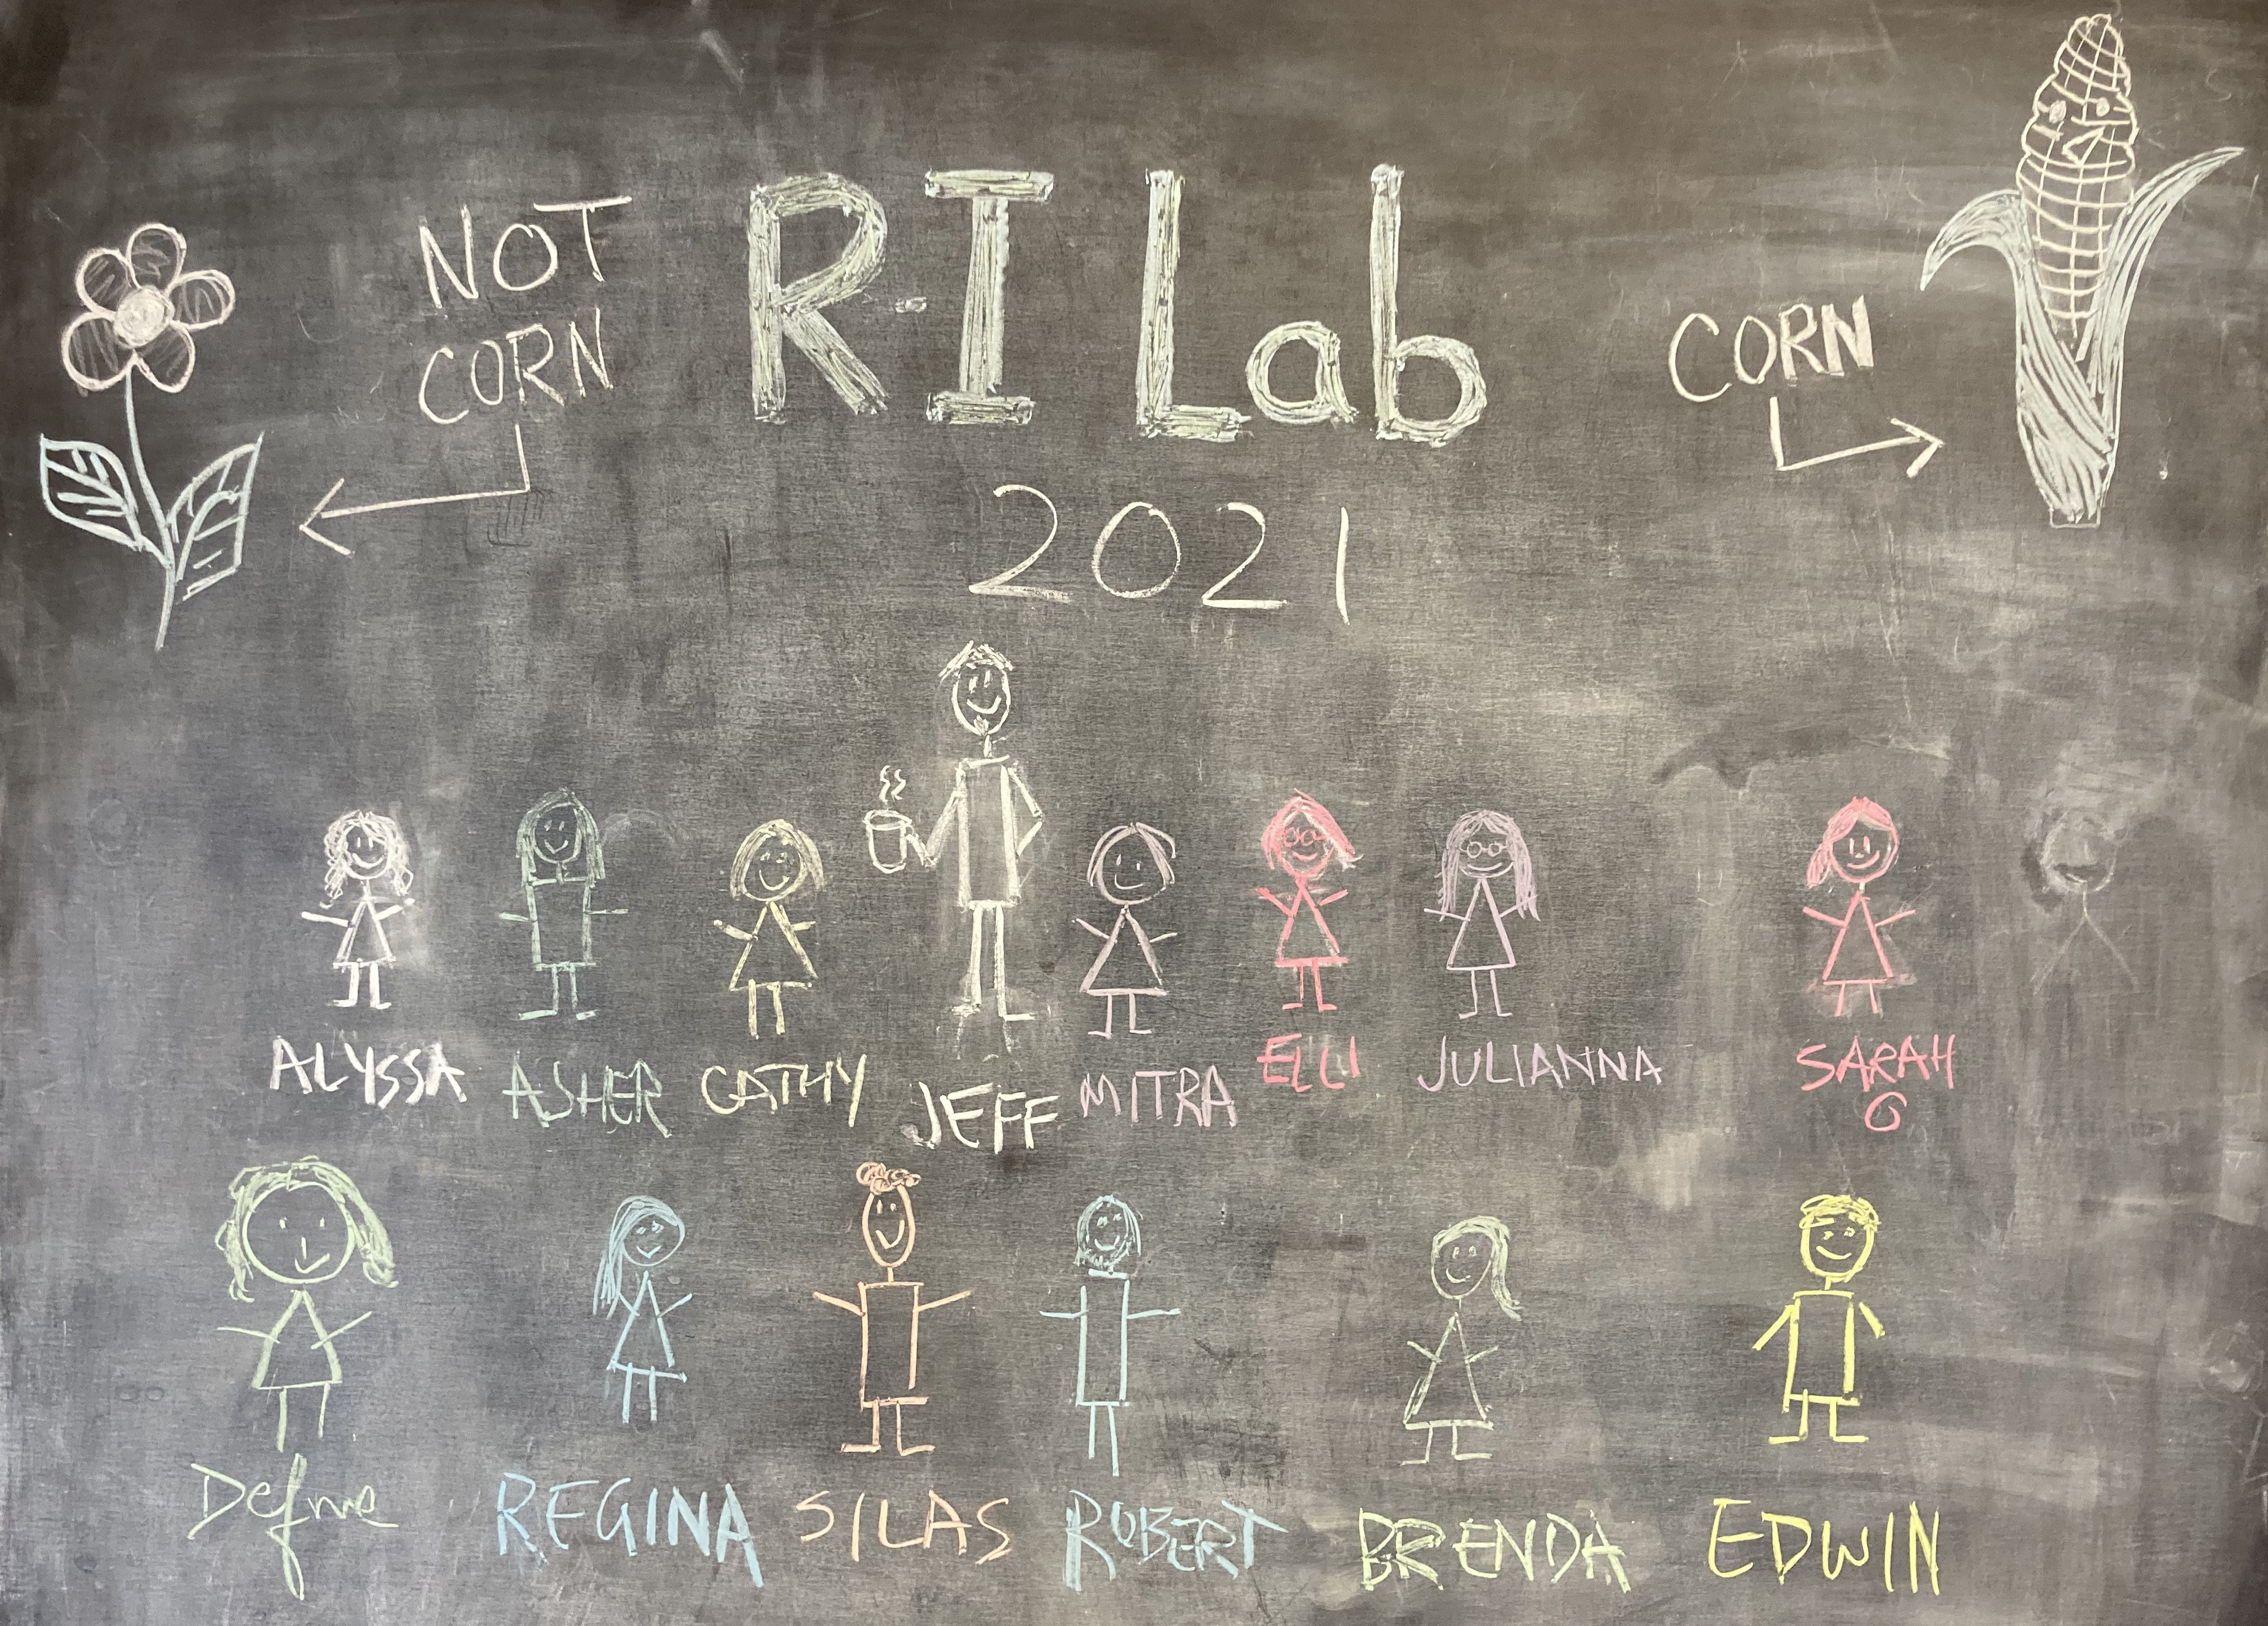 NOT
CORN
RI Lab
CORN
2021
ALYSSA
ASHER
CATHY
JEFF
MITRA
ELLI
JULIANNA
SARAH
G
Defne
REGINA
SILAS
ROBERT
BRENDA
EDWIN